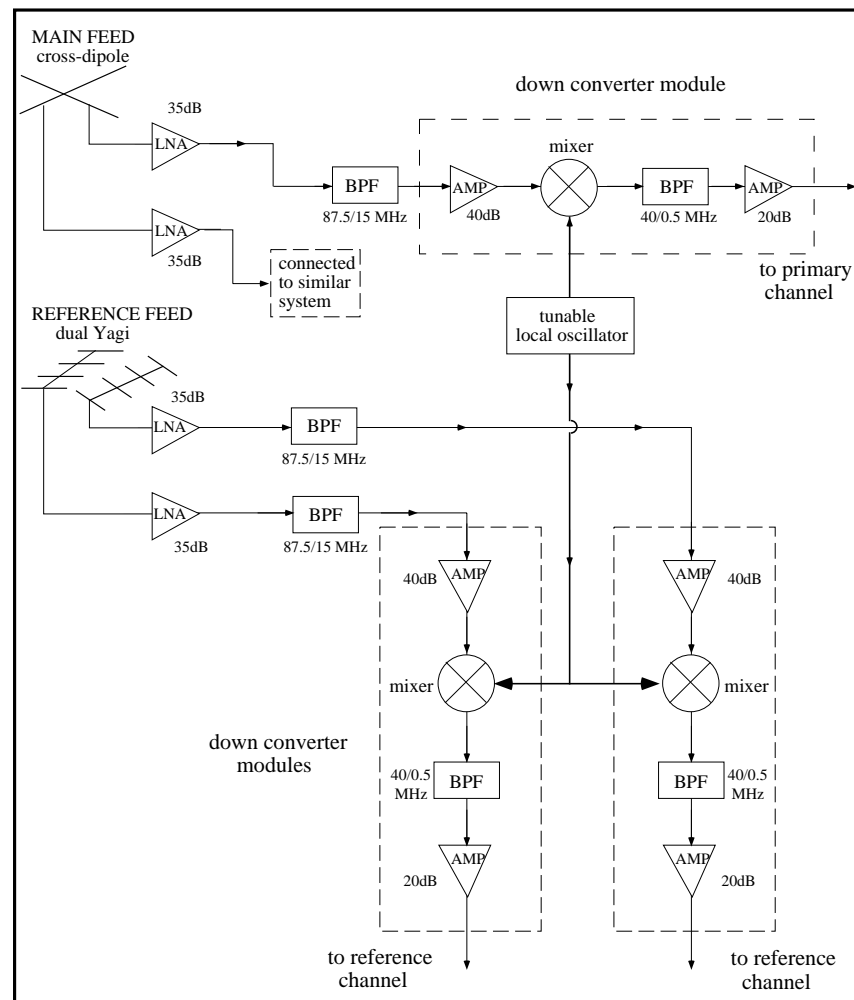 MAIN FEED
cross-dipole
35dB
LNA
BPF
87.5/15 MHz
down converter module
AMP
40dB
mixer
BPF
40/0.5 MHz
AMP
20dB
to primary
channel
LNA
35dB
connected
to similar
system
tunable
local oscillator
REFERENCE FEED
dual Yagi
35dB
LNA
BPF
87.5/15 MHz
LNA
35dB
BPF
87.5/15 MHz
40dB
AMP
mixer
down converter
modules
40/0.5
MHz
BPF
AMP
20dB
to reference
channel
AMP
40dB
mixer
BPF
40/0.5
MHz
AMP
20dB
to reference
channel